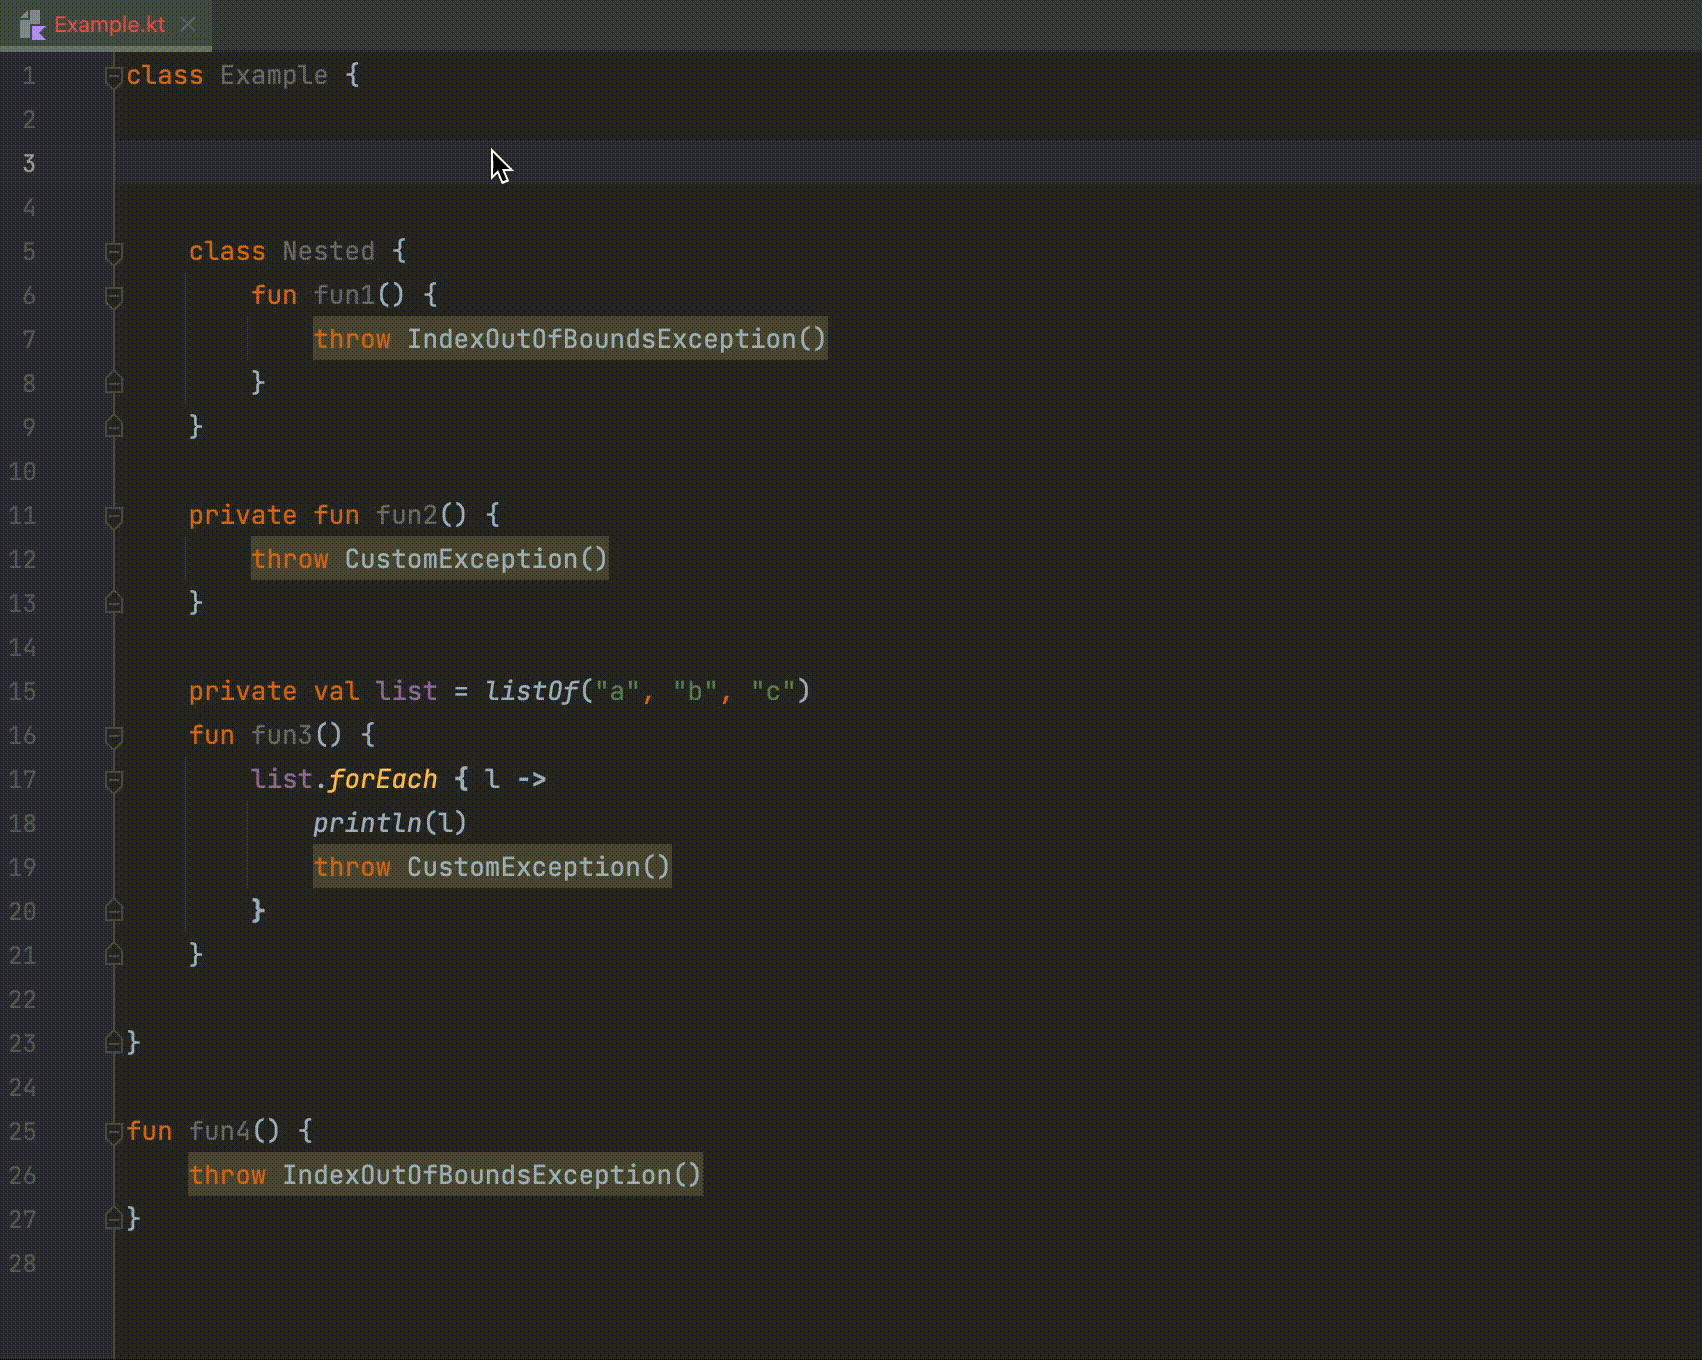 Example.kt
1 class Example {
2
3
4
5 class Nested {
6 fun fun1() {
7 throw IndexOutOfBoundsException()
8 }
9 }
10
11 private fun fun2() {
12 throw CustomException()
13 }
14
15 private val list = listOf("a", "b", "c")
16 fun fun3() {
17 list.forEach { l ->
18 println(l)
19 throw CustomException()
20 }
21 }
22
23 }
24
25 fun fun4() {
26 throw IndexOutOfBoundsException()
27 }
28